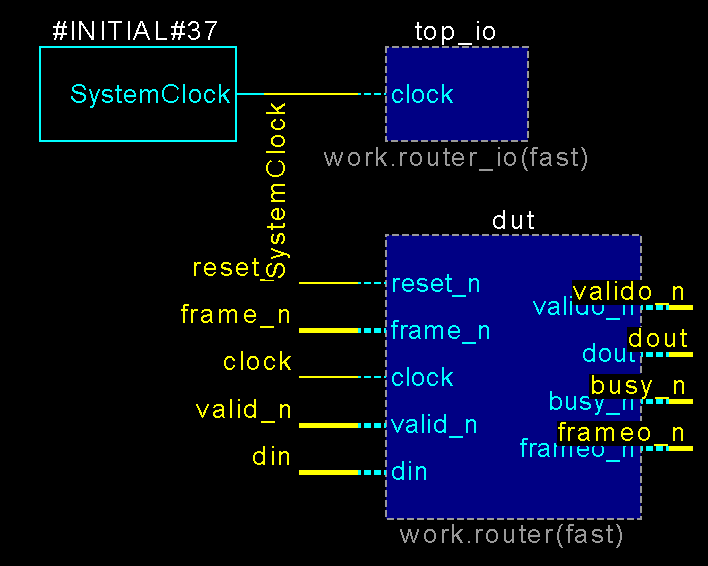 #INITIAL#37
top_io
SystemClock
clock
SystemClock
work.router_io(fast)
dut
reset_
reset_n
valido_n
valido_n
frame_n
frame_n
dout
dout
clock
clock
busy_n
busy_n
valid_n
valid_n
frameo_n
frameo_n
din
din
work.router(fast)